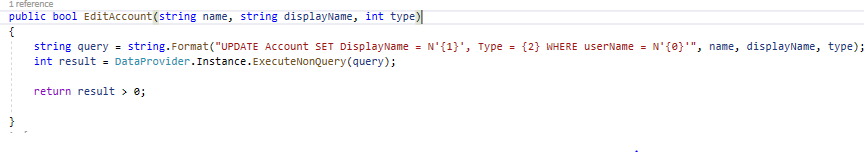 1 reference
public bool EditAccount(string name, string displayName, int type)
{
string query = string.Format("UPDATE Account SET DisplayName = N'{1}', Type = {2} WHERE userName = N'{0}'", name, displayName, type);
int result = DataProvider.Instance.ExecuteNonQuery(query);
return result > 0;
}